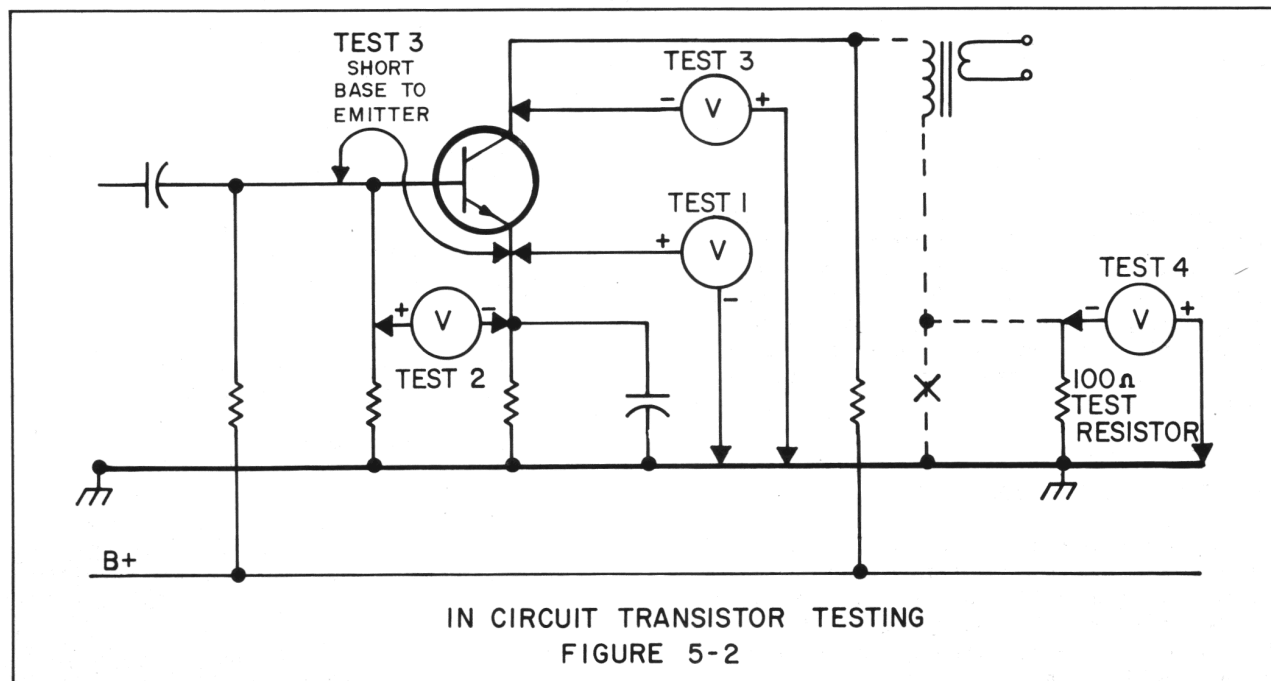 TEST 3
SHORT
BASE TO
EMITTER
TEST 3
- V +
TEST 1
+ V
-
+ V -
TEST 2
TEST 4
- V +
100Ω
TEST
RESISTOR
B+
IN CIRCUIT TRANSISTOR TESTING
FIGURE 5-2